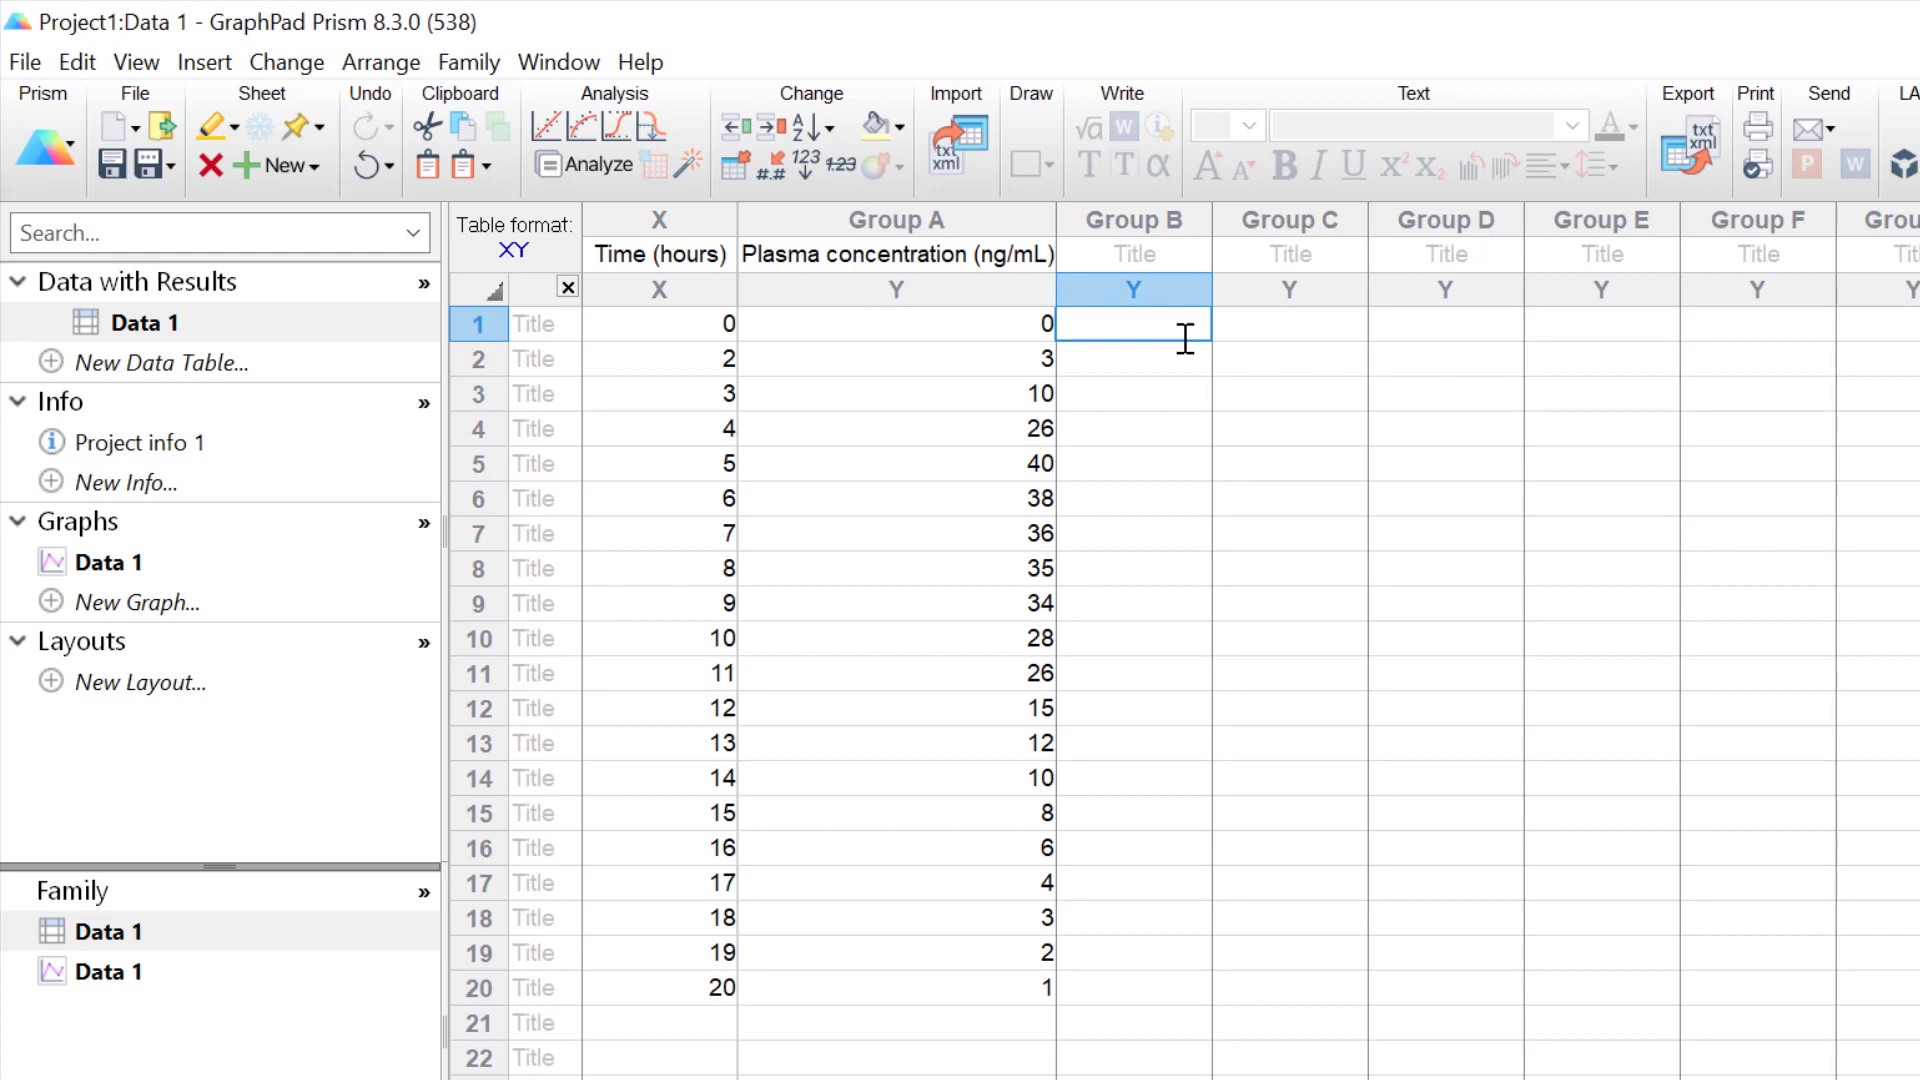 Project1:Data 1 - GraphPad Prism 8.3.0 (538)
File Edit View Insert Change Arrange Family Window Help
Prism File Sheet Undo Clipboard Analysis Change Import Draw Write Text Export Print Send LA
New Analyze
Search...
Data with Results »
Data 1
New Data Table...
Info »
Project info 1
New Info...
Graphs »
Data 1
New Graph...
Layouts »
New Layout...
Family »
Data 1
Data 1
Table format: X Group A Group B Group C Group D Group E Group F Grou
XY Time (hours) Plasma concentration (ng/mL) Title Title Title Title Title Titl
X Y Y Y Y Y Y Y
1 Title 0 0
2 Title 2 3
3 Title 3 10
4 Title 4 26
5 Title 5 40
6 Title 6 38
7 Title 7 36
8 Title 8 35
9 Title 9 34
10 Title 10 28
11 Title 11 26
12 Title 12 15
13 Title 13 12
14 Title 14 10
15 Title 15 8
16 Title 16 6
17 Title 17 4
18 Title 18 3
19 Title 19 2
20 Title 20 1
21 Title
22 Title